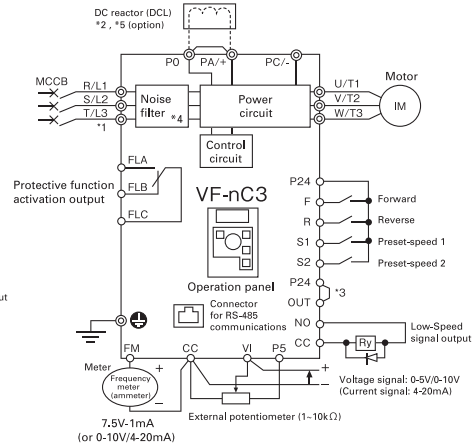 DC reactor (DCL)
*2 , *5 (option)
P0 PA/+ PC/-
MCCB
R/L1
S/L2
T/L3
*1
Noise
filter *4
Power
circuit
Control
circuit
U/T1
V/T2
W/T3
Motor
IM
FLA
FLB
FLC
Protective function
activation output
VF-nC3
Operation panel
Connector
for RS-485
communications
P24
F Forward
R Reverse
S1 Preset-speed 1
S2 Preset-speed 2
P24
*3
OUT
NO
CC
Ry
Low-Speed
signal output
ut
FM CC VI P5
Meter
+
Frequency
meter
(ammeter)
−
7.5V-1mA
(or 0-10V/4-20mA)
External potentiometer (1~10kΩ)
+
−
Voltage signal: 0-5V/0-10V
(Current signal: 4-20mA)